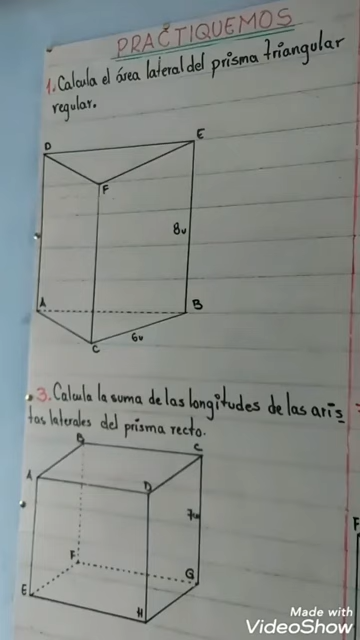 PRACTIQUEMOS
1. Calcula el área lateral del prisma triangular
regular.
D
E
F
8u
A
B
C
6u
3. Calcula la suma de las longitudes de las aris
tas laterales del prisma recto.
B
C
A
D
7u
F
G
E
H
F
Made with
VideoShow